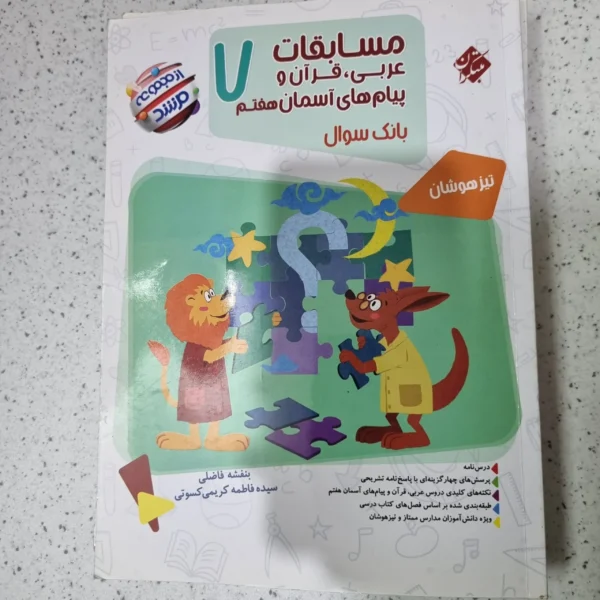 مسابقات
عربی، قرآن و
پیام‌های آسمان هفتم
۷
بانک سوال
مبتکران
از مجموعه
مرشد
تیزهوشان
درس‌نامه
پرسش‌های چهارگزینه‌ای با پاسخ‌نامه تشریحی
نکته‌های کلیدی دروس عربی، قرآن و پیام‌های آسمان هفتم
طبقه‌بندی شده بر اساس فصل‌های کتاب درسی
ویژه دانش‌آموزان مدارس ممتاز و تیزهوشان
بنفشه فاضلی
سیده فاطمه کریمی کسوتی